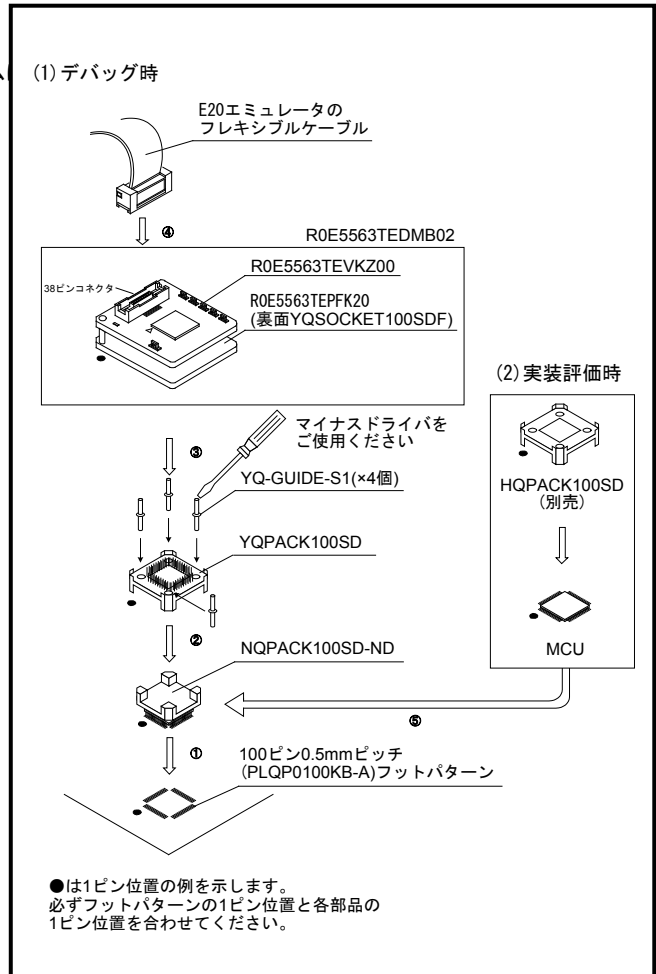 (1)デバッグ時
E20エミュレータの
フレキシブルケーブル
④
R0E5563TEDMB02
R0E5563TEVKZ00
38ピンコネクタ
R0E5563TEPFK20
(裏面YQSOCKET100SDF)
③
マイナスドライバを
ご使用ください
YQ-GUIDE-S1(×4個)
YQPACK100SD
②
NQPACK100SD-ND
①
100ピン0.5mmピッチ
(PLQP0100KB-A)フットパターン
(2)実装評価時
HQPACK100SD
(別売)
MCU
⑤
●は1ピン位置の例を示します。
必ずフットパターンの1ピン位置と各部品の
1ピン位置を合わせてください。